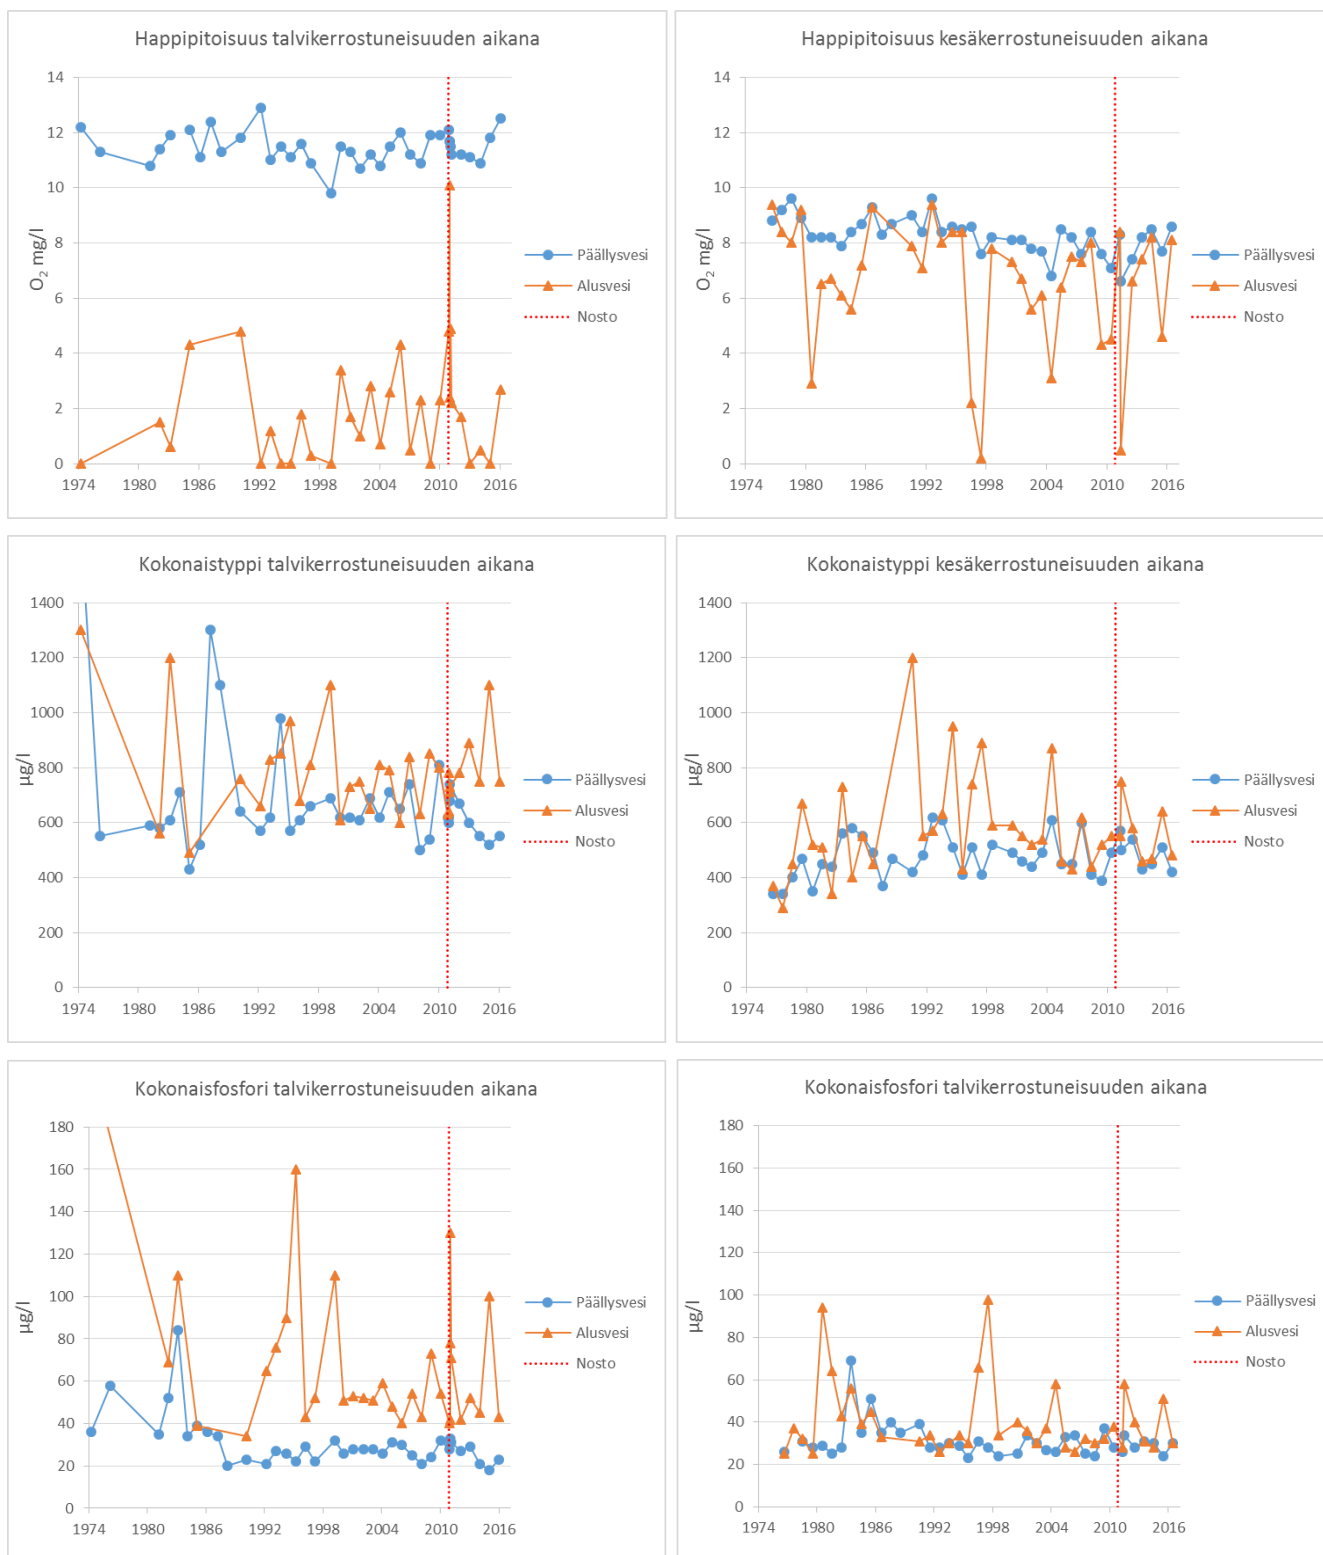 Happipitoisuus talvikerrostuneisuuden aikana
14
12
10
8
6
4
2
0
O₂ mg/l
1974 1980 1986 1992 1998 2004 2010 2016
Päällysvesi
Alusvesi
Nosto
Happipitoisuus kesäkerrostuneisuuden aikana
14
12
10
8
6
4
2
0
O₂ mg/l
1974 1980 1986 1992 1998 2004 2010 2016
Päällysvesi
Alusvesi
Nosto
Kokonaistyppi talvikerrostuneisuuden aikana
1400
1200
1000
800
600
400
200
0
µg/l
1974 1980 1986 1992 1998 2004 2010 2016
Päällysvesi
Alusvesi
Nosto
Kokonaistyppi kesäkerrostuneisuuden aikana
1400
1200
1000
800
600
400
200
0
µg/l
1974 1980 1986 1992 1998 2004 2010 2016
Päällysvesi
Alusvesi
Nosto
Kokonaisfosfori talvikerrostuneisuuden aikana
180
160
140
120
100
80
60
40
20
0
µg/l
1974 1980 1986 1992 1998 2004 2010 2016
Päällysvesi
Alusvesi
Nosto
Kokonaisfosfori talvikerrostuneisuuden aikana
180
160
140
120
100
80
60
40
20
0
µg/l
1974 1980 1986 1992 1998 2004 2010 2016
Päällysvesi
Alusvesi
Nosto